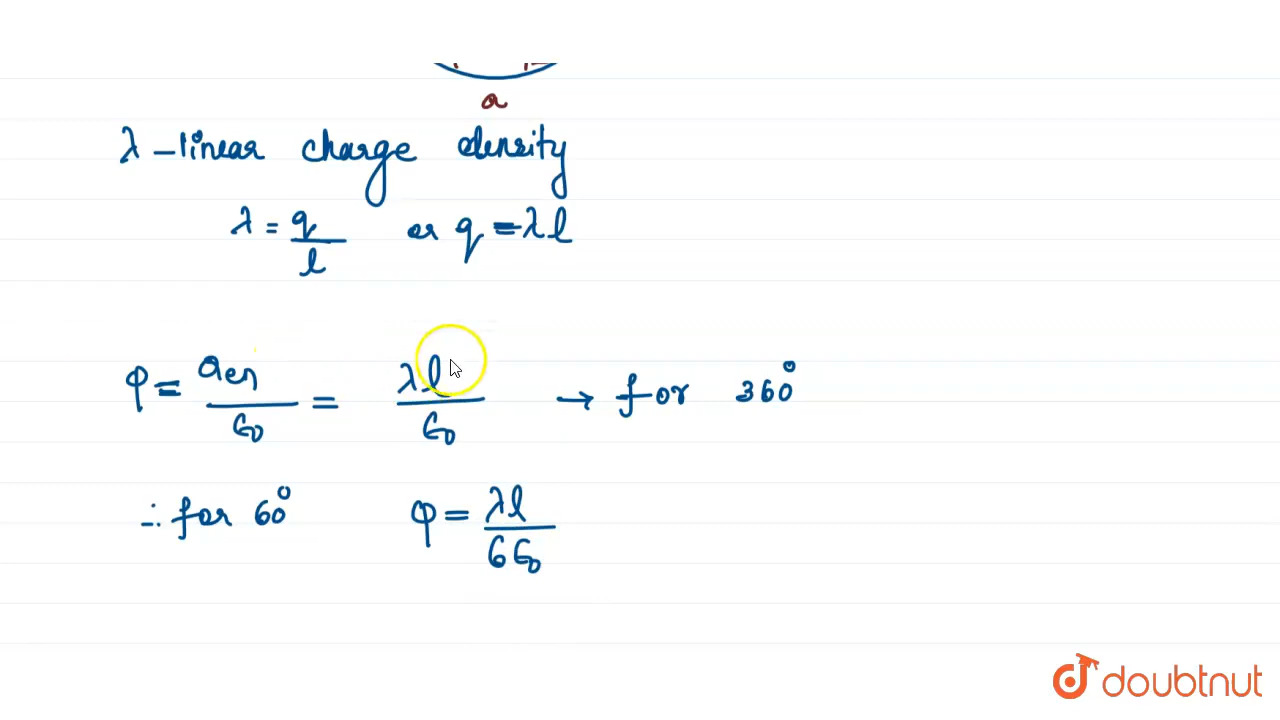 a
λ - linear charge density
λ = q/l or q = λl
φ = qen/ϵ0 = λl/ϵ0 → for 360°
∴ for 60° φ = λl/6ϵ0
doubtnut